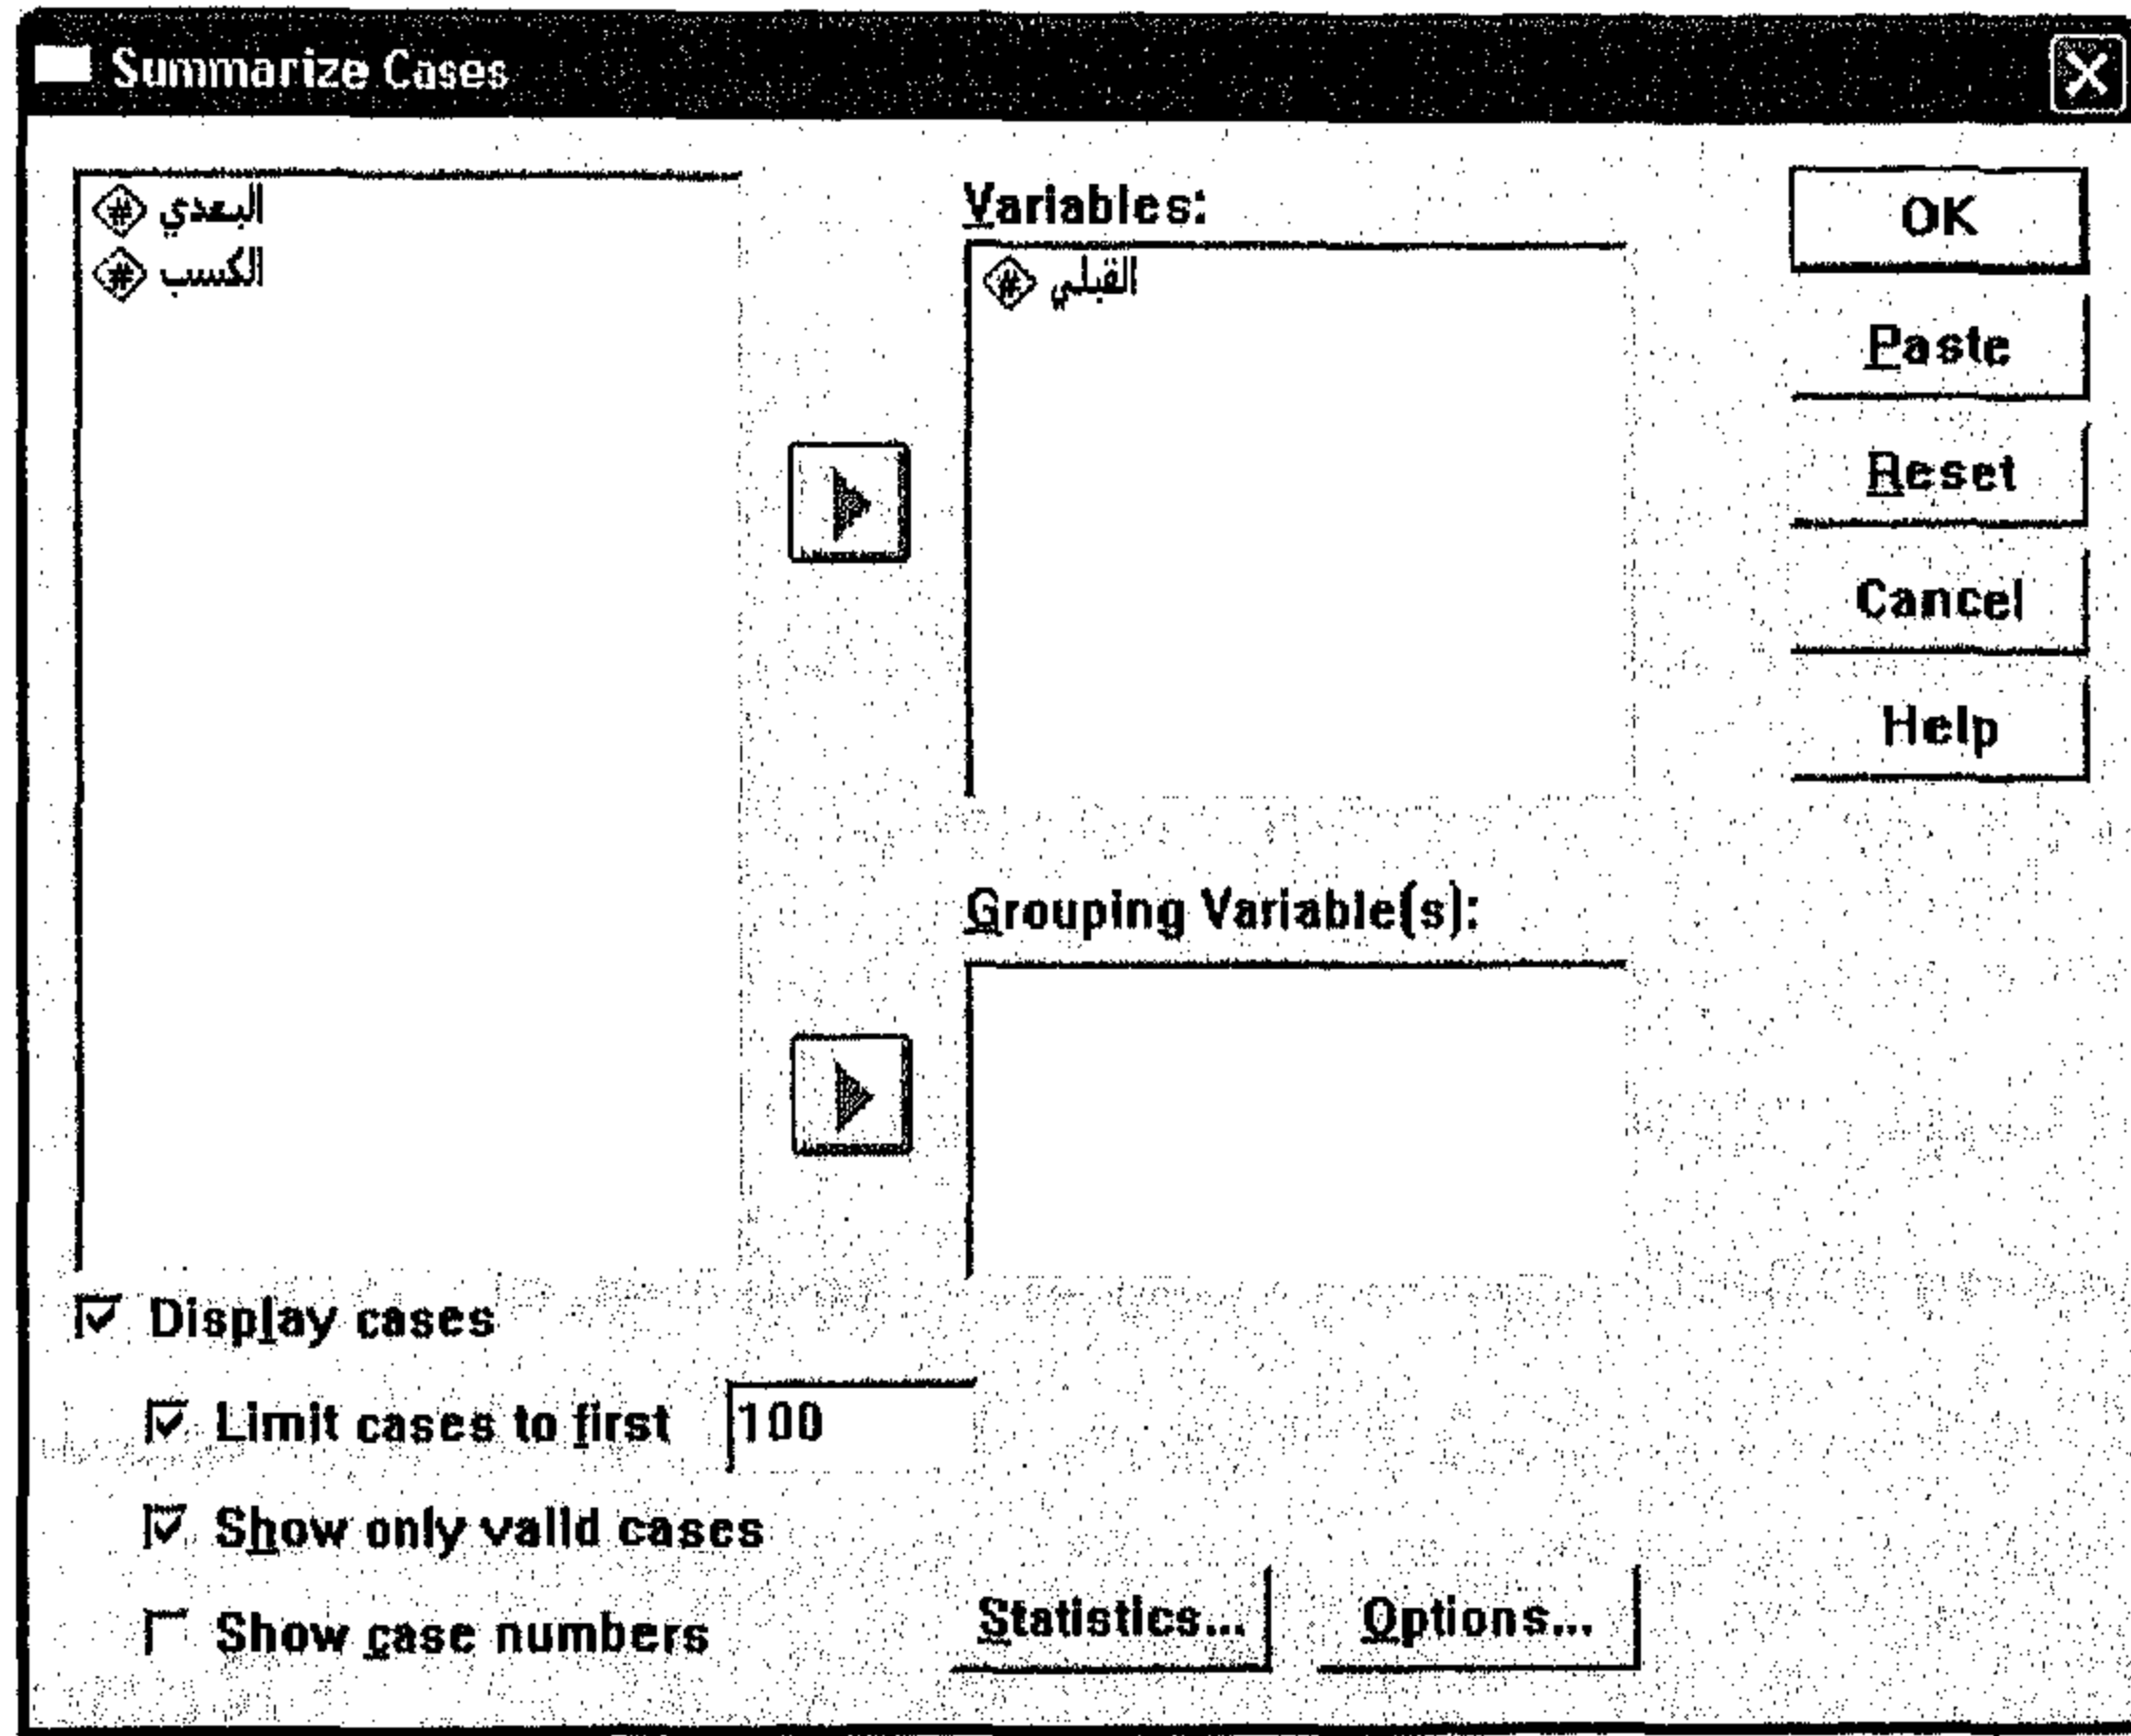 Summarize Cases
البعدي
الكسب
Variables:
القبلي
OK
Paste
Reset
Cancel
Help
Grouping Variable(s):
Display cases
Limit cases to first 100
Show only valid cases
Show case numbers
Statistics...
Options...